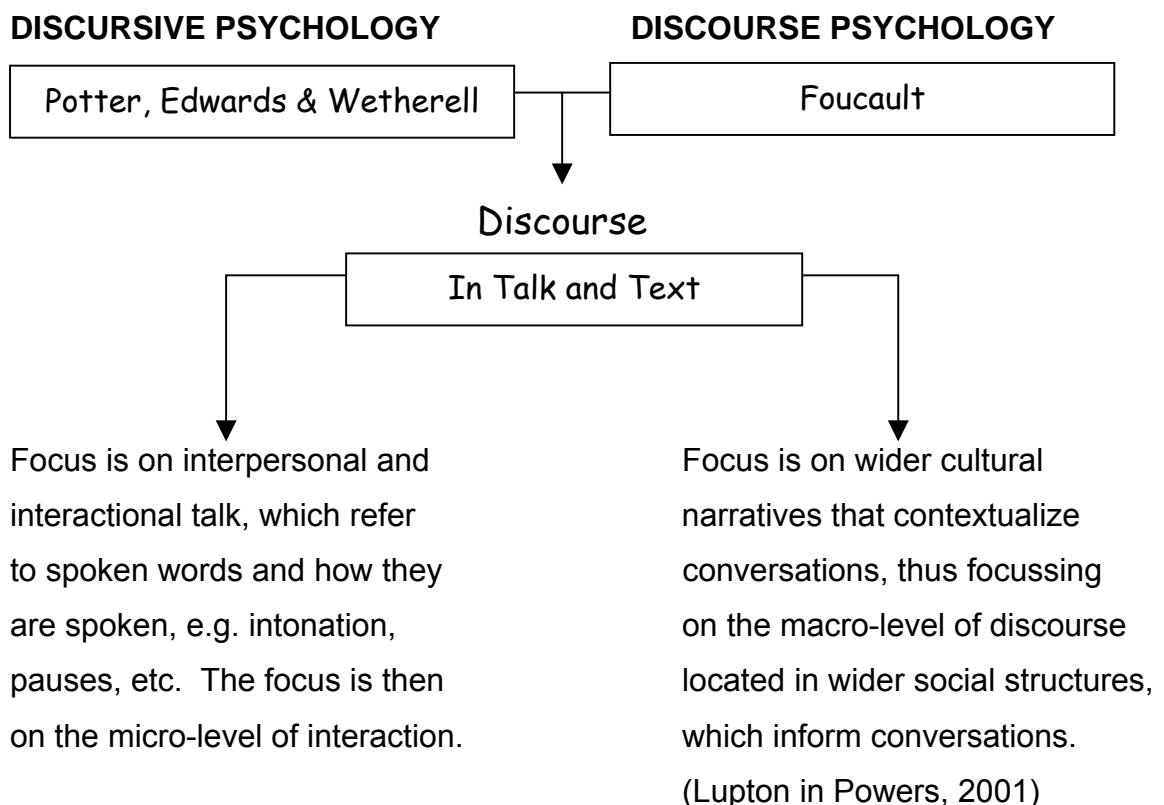 DISCURSIVE PSYCHOLOGY
DISCOURSE PSYCHOLOGY
Potter, Edwards & Wetherell
Foucault
Discourse
In Talk and Text
Focus is on interpersonal and
interactional talk, which refer
to spoken words and how they
are spoken, e.g. intonation,
pauses, etc.  The focus is then
on the micro-level of interaction.
Focus is on wider cultural
narratives that contextualize
conversations, thus focussing
on the macro-level of discourse
located in wider social structures,
which inform conversations.
(Lupton in Powers, 2001)